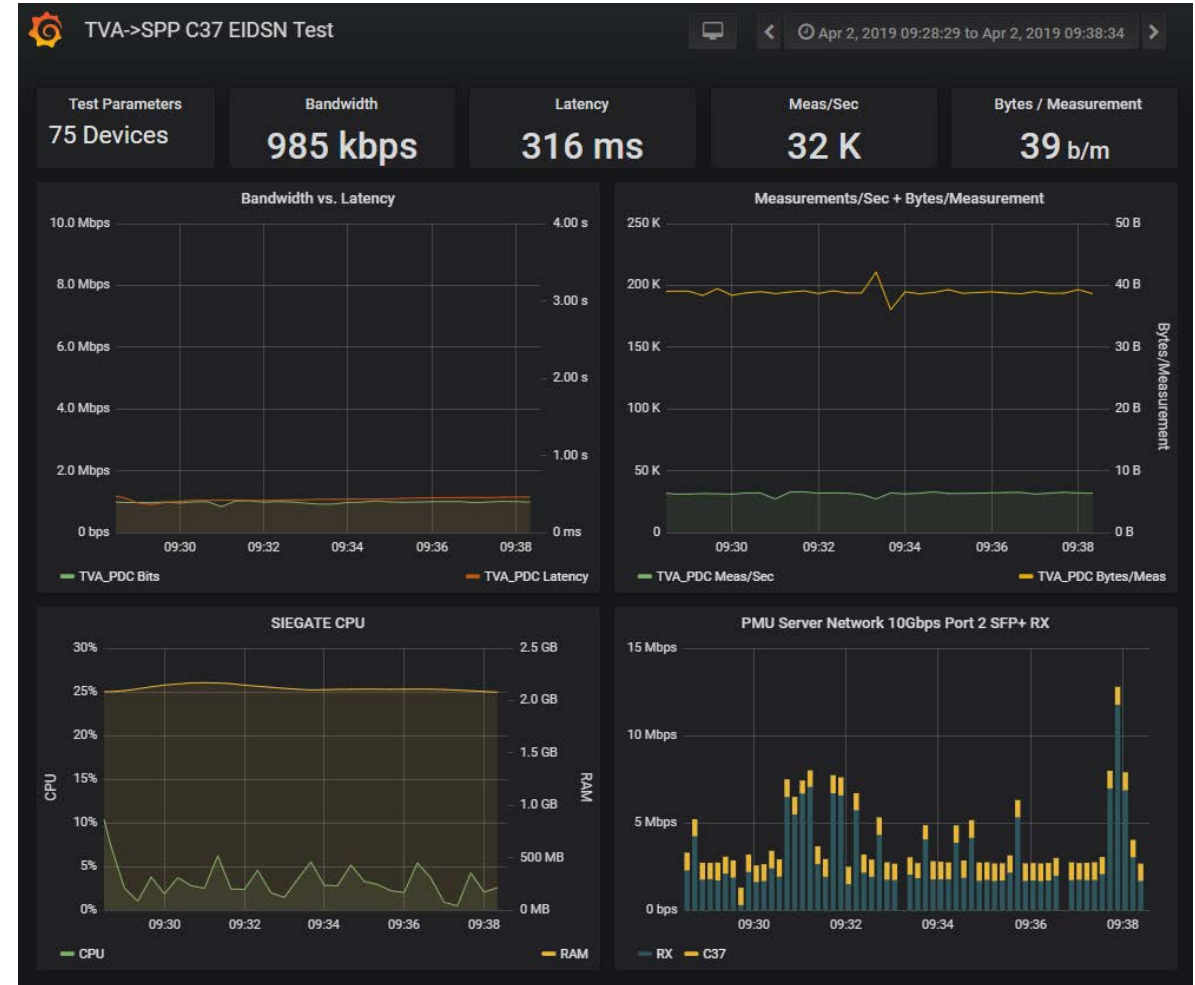 TVA->SPP C37 EIDSN Test
Apr 2, 2019 09:28:29 to Apr 2, 2019 09:38:34
Test Parameters
75 Devices
Bandwidth
985 kbps
Latency
316 ms
Meas/Sec
32 K
Bytes / Measurement
39 b/m
Bandwidth vs. Latency
10.0 Mbps
8.0 Mbps
6.0 Mbps
4.0 Mbps
2.0 Mbps
0 bps
4.00 s
3.00 s
2.00 s
1.00 s
0 ms
09:30 09:32 09:34 09:36 09:38
TVA_PDC Bits TVA_PDC Latency
Measurements/Sec + Bytes/Measurement
250 K
200 K
150 K
100 K
50 K
0
50 B
40 B
30 B
20 B
10 B
0 B
Bytes/Measurement
09:30 09:32 09:34 09:36 09:38
TVA_PDC Meas/Sec TVA_PDC Bytes/Meas
SIEGATE CPU
30%
25%
20%
15%
10%
5%
0%
CPU
2.5 GB
2.0 GB
1.5 GB
1.0 GB
500 MB
0 MB
RAM
09:30 09:32 09:34 09:36 09:38
CPU RAM
PMU Server Network 10Gbps Port 2 SFP+ RX
15 Mbps
10 Mbps
5 Mbps
0 bps
09:30 09:32 09:34 09:36 09:38
RX C37